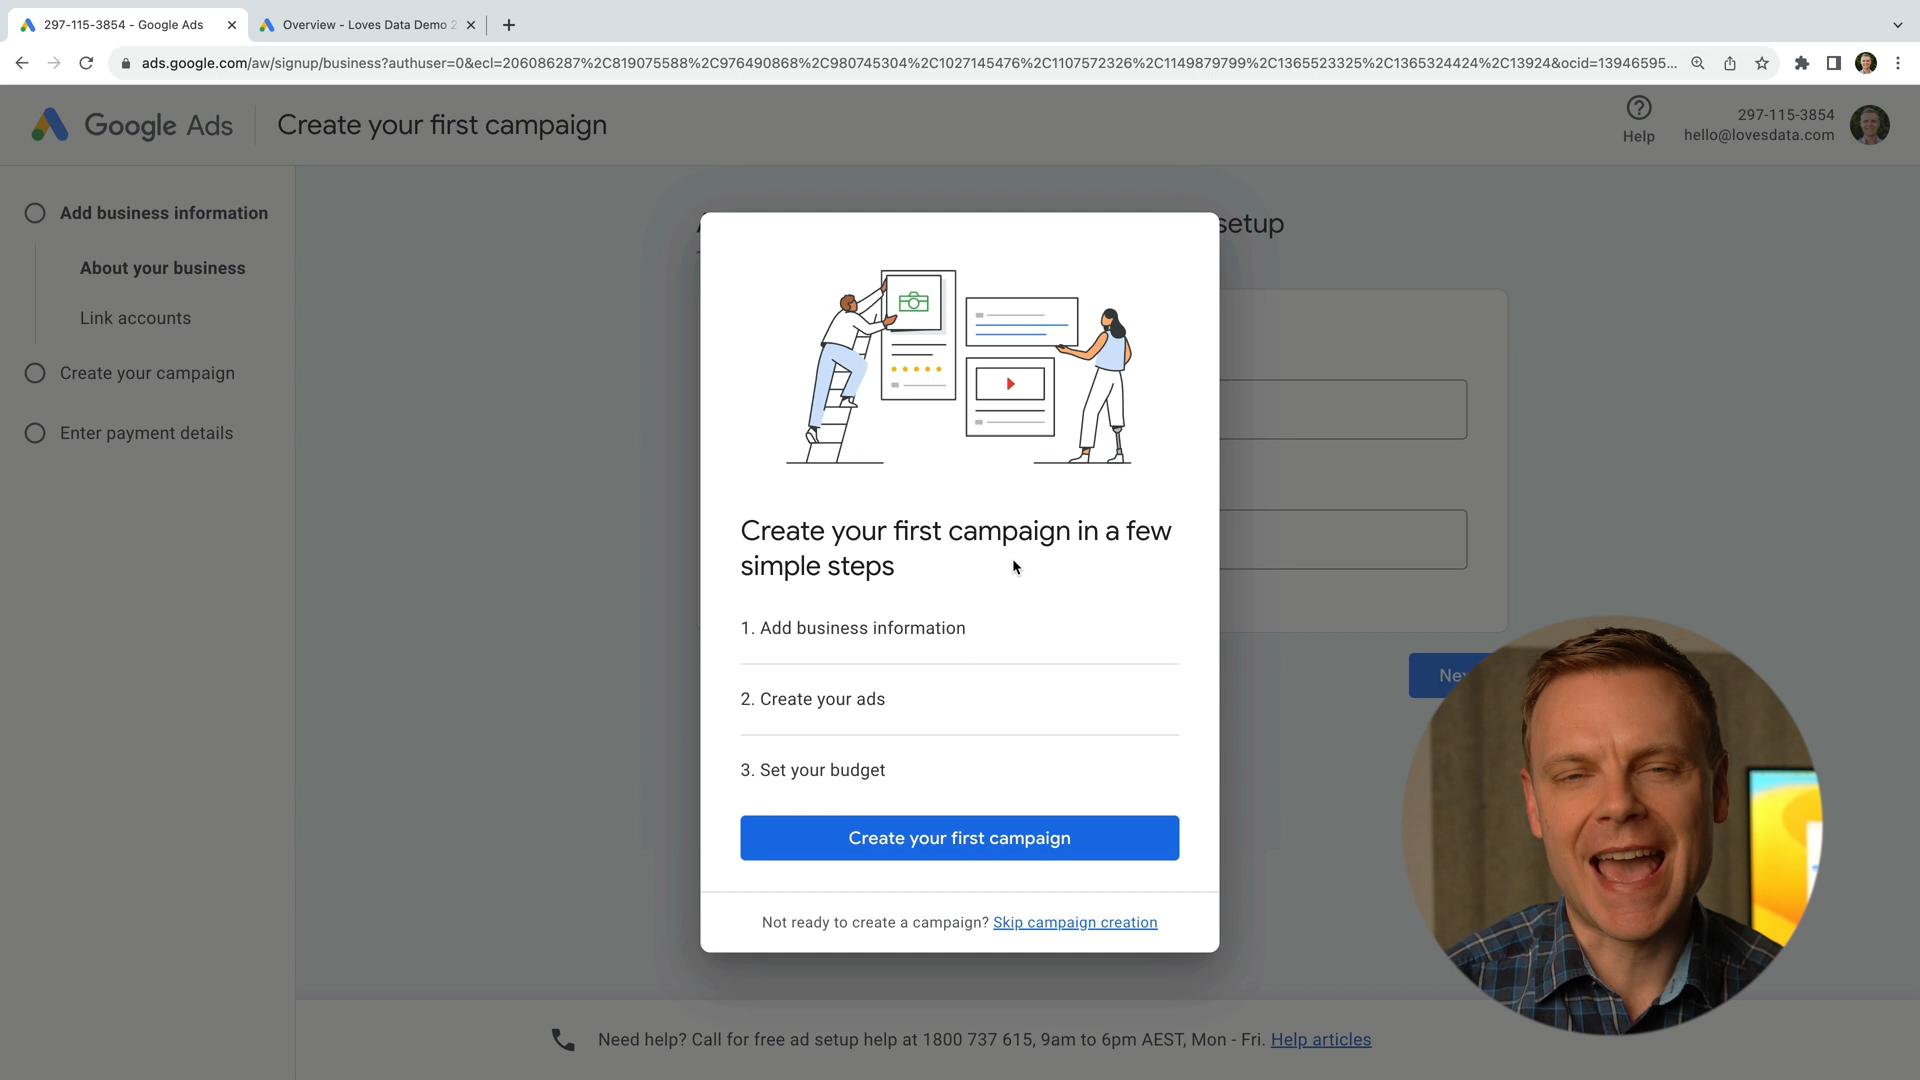 297-115-3854 - Google Ads
Overview - Loves Data Demo 2
ads.google.com/aw/signup/business?authuser=0&ecl=206086287%2C819075588%2C976490868%2C980745304%2C1027145476%2C1107572326%2C1149879799%2C1365523325%2C1365324424%2C13924&ocid=13946595...
Google Ads
Create your first campaign
Help
297-115-3854
hello@lovesdata.com
Add business information
About your business
Link accounts
Create your campaign
Enter payment details
setup
Create your first campaign in a few
simple steps
1. Add business information
2. Create your ads
3. Set your budget
Create your first campaign
Not ready to create a campaign? Skip campaign creation
Need help? Call for free ad setup help at 1800 737 615, 9am to 6pm AEST, Mon - Fri. Help articles